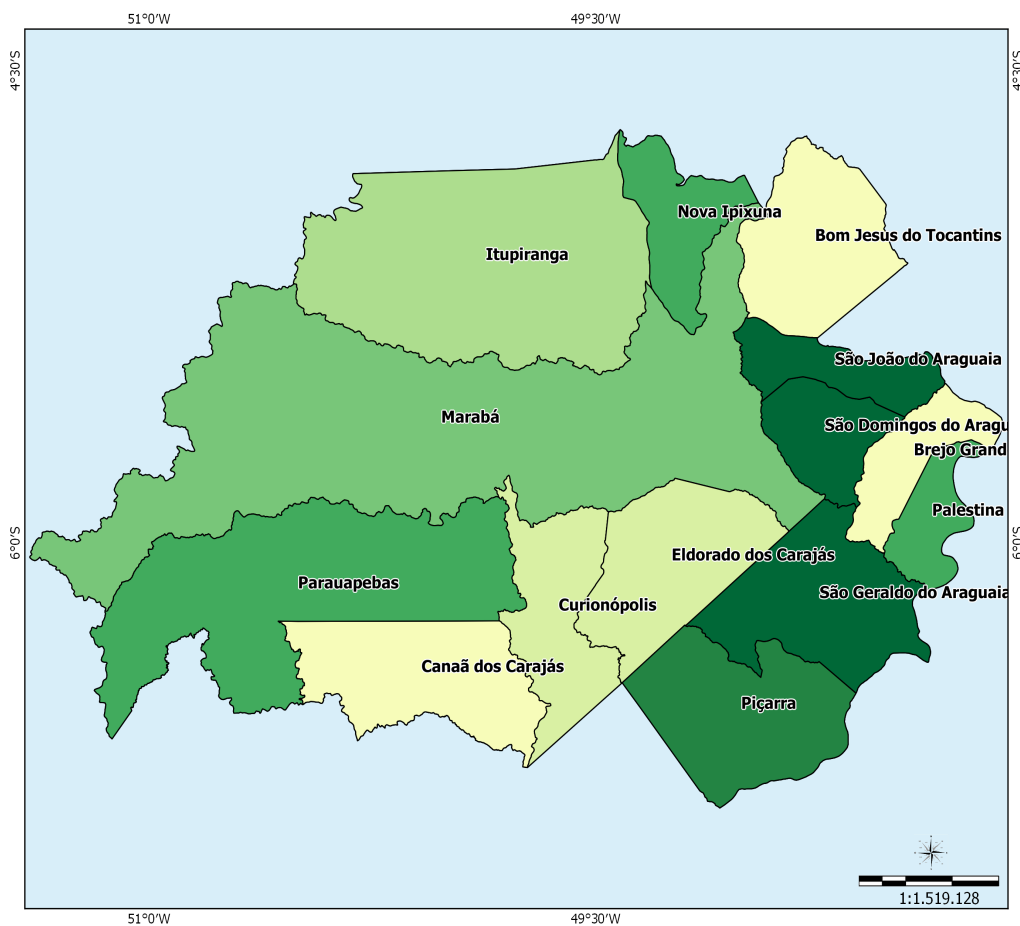 51°0'W 49°30'W
4°30'S 4°30'S
Nova Ipixuna
Bom Jesus do Tocantins
Itupiranga
São João do Araguaia
Marabá
São Domingos do Aragu
Brejo Grand
Palestina
6°0'S 6°0'S
Eldorado dos Carajás
Parauapebas
São Geraldo do Araguaia
Curionópolis
Canaã dos Carajás
Piçarra
1:1.519.128
51°0'W 49°30'W